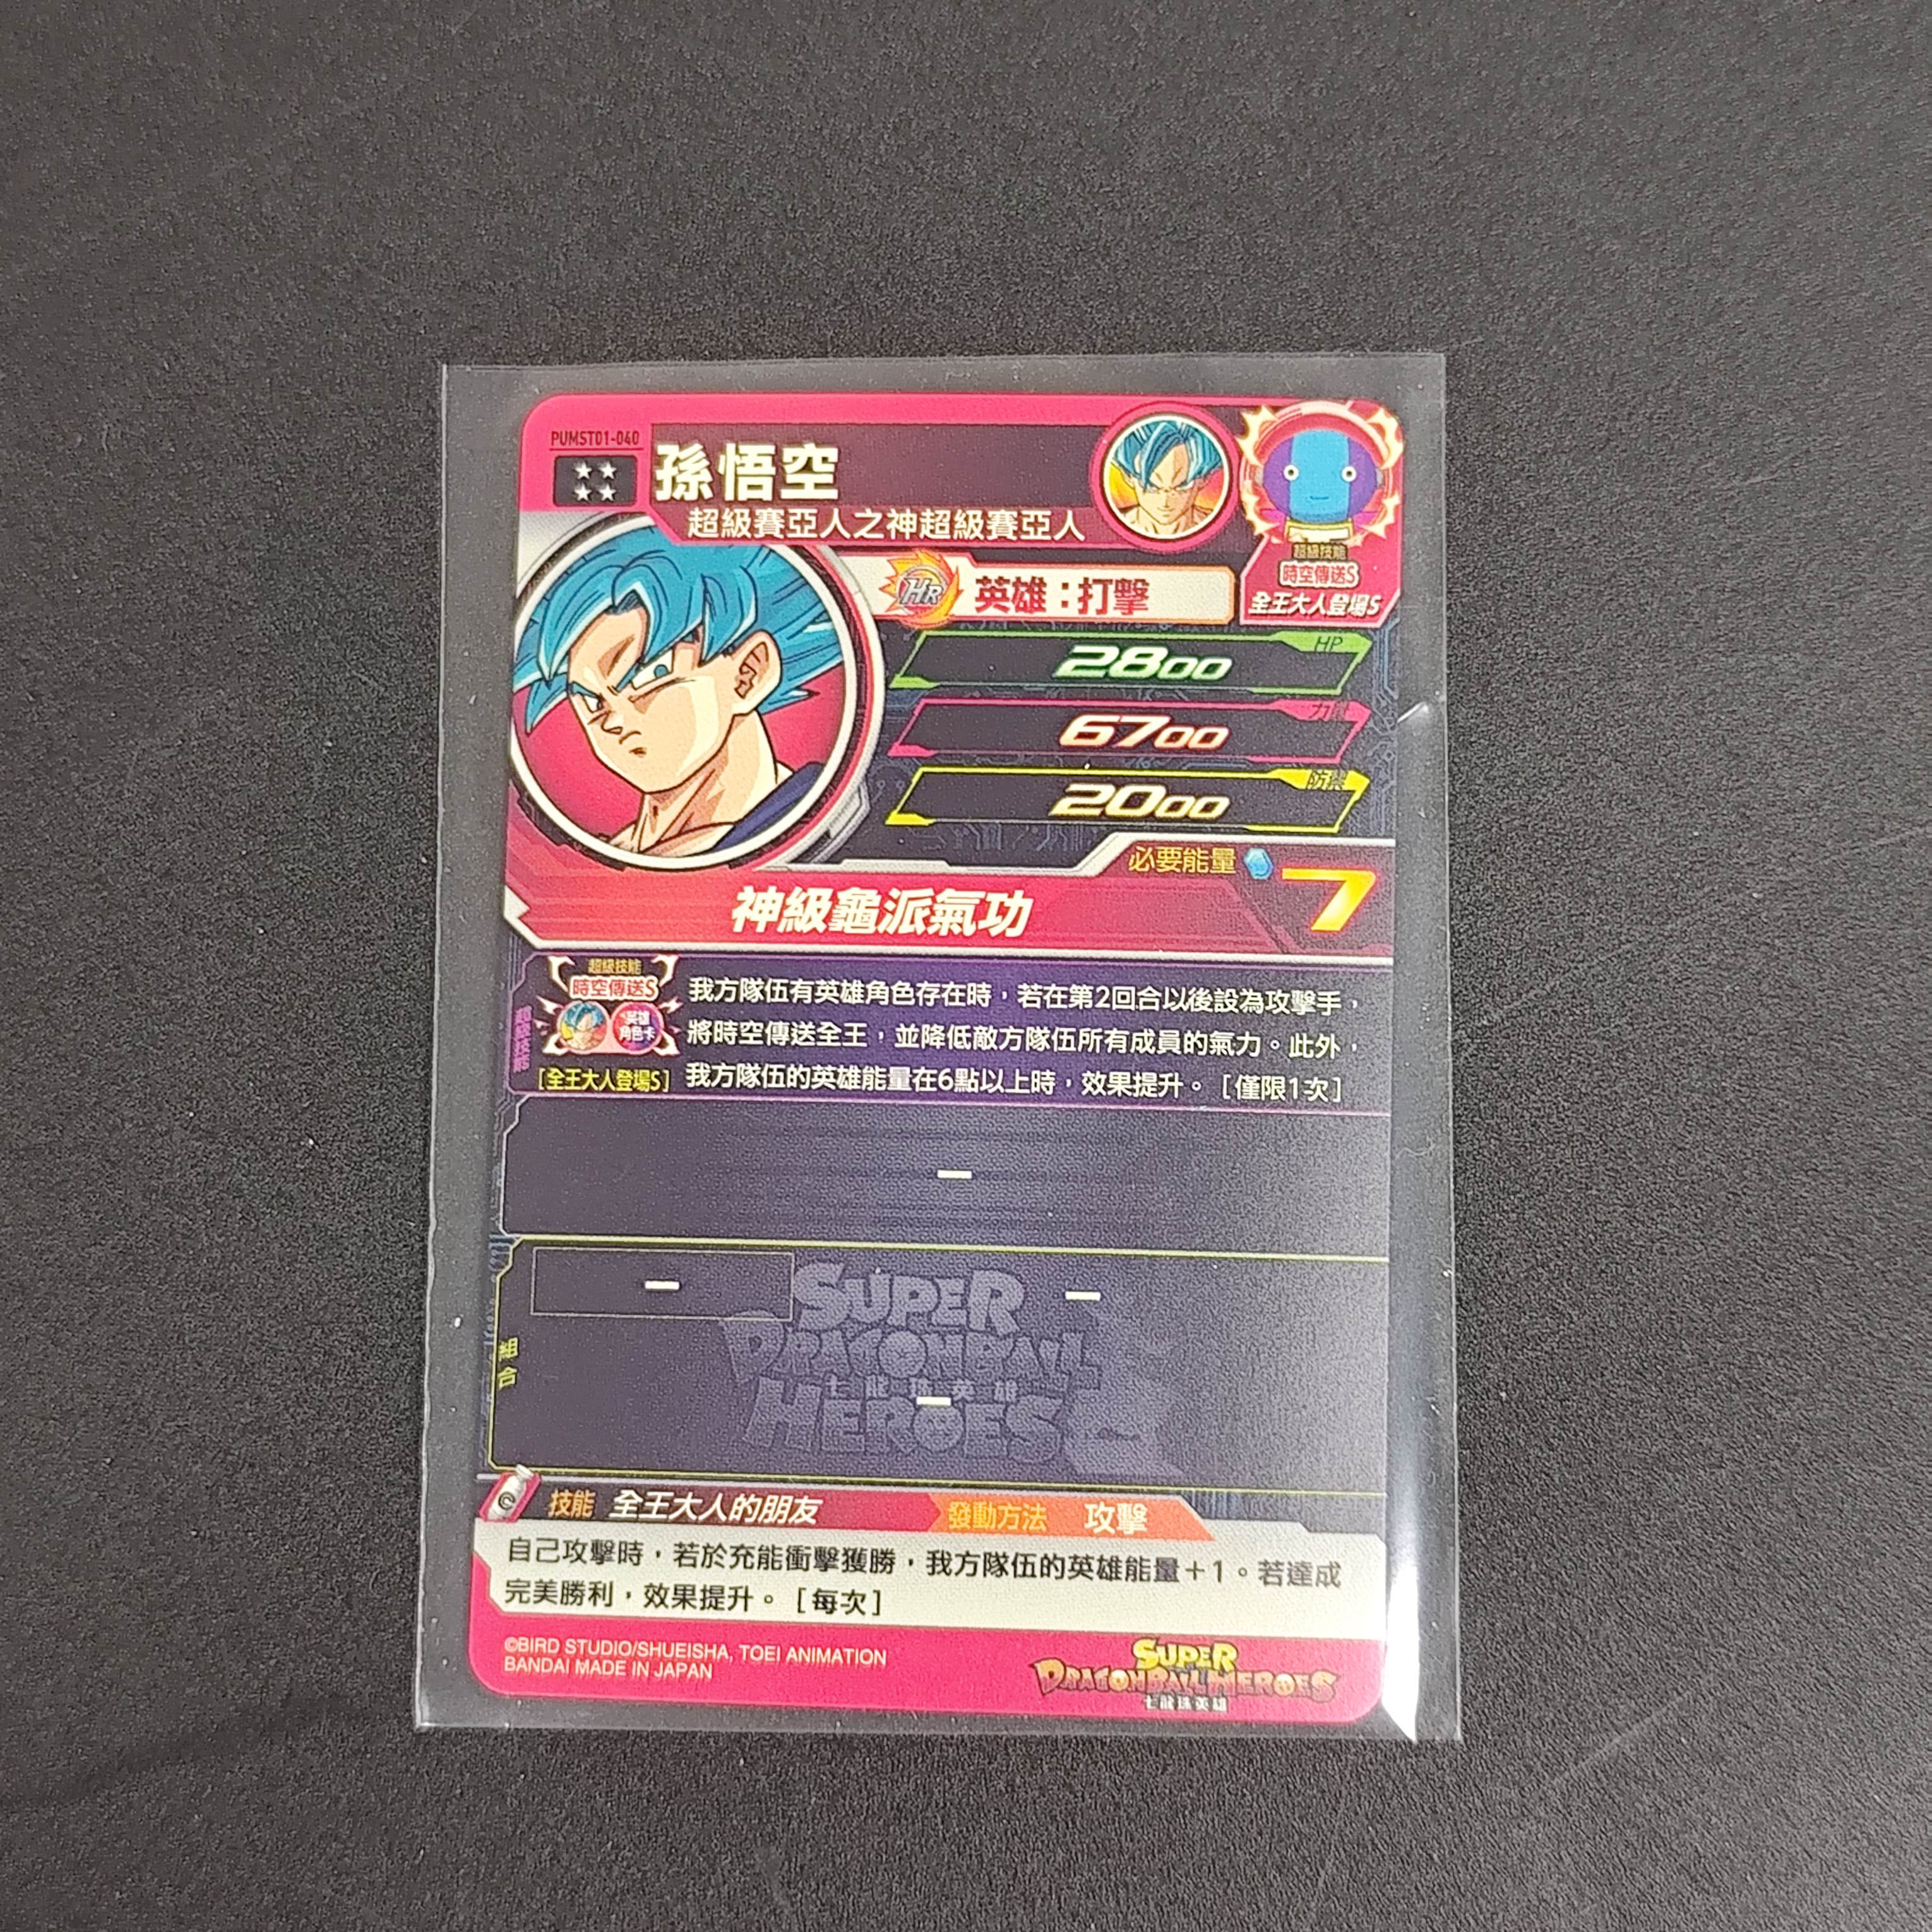 PUMST01-040
孫悟空
超級賽亞人之神超級賽亞人
超級技能
時空傳送S
全王大人登場S
HR
英雄：打擊
HP
2800
力量
6700
防禦
2000
必要能量 7
神級龜派氣功
超級技能
超級技能
時空傳送S
英雄
角色卡
[全王大人登場S]
我方隊伍有英雄角色存在時，若在第2回合以後設為攻擊手，
將時空傳送全王，並降低敵方隊伍所有成員的氣力。此外，
我方隊伍的英雄能量在6點以上時，效果提升。［僅限1次］
–
– –
組合
SUPER
DRAGONBALL
七龍珠英雄
HEROES
–
技能 全王大人的朋友 發動方法 攻擊
自己攻擊時，若於充能衝擊獲勝，我方隊伍的英雄能量＋1。若達成
完美勝利，效果提升。［每次］
©BIRD STUDIO/SHUEISHA, TOEI ANIMATION
BANDAI MADE IN JAPAN
SUPER
DRAGONBALL HEROES
七龍珠英雄